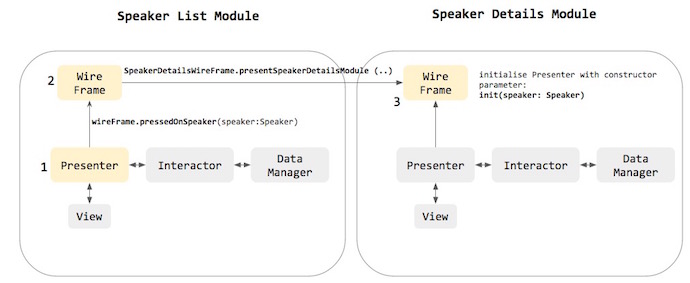 Speaker List Module
Speaker Details Module
SpeakerDetailsWireFrame.presentSpeakerDetailsModule (..)
2
Wire
Frame
3
Wire
Frame
initialise Presenter with constructor
parameter:
init(speaker: Speaker)
wireFrame.pressedOnSpeaker(speaker:Speaker)
1
Presenter
Interactor
Data
Manager
Presenter
Interactor
Data
Manager
View
View